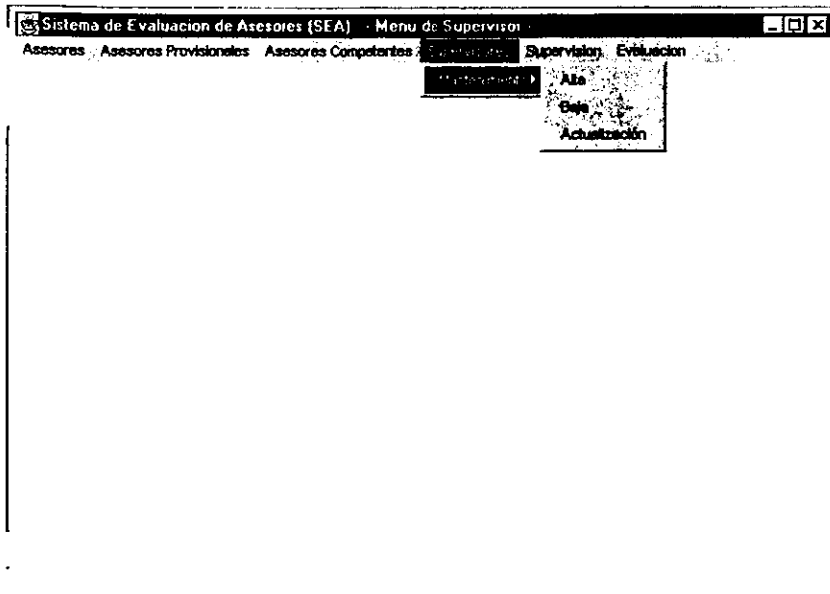 Sistema de Evaluacion de Asesores (SEA) - Menu de Supervisor -
Asesores Asesores Provisionales Asesores Competentes Supervision Evaluacion
Mantenimiento Alta
Baja
Actualización